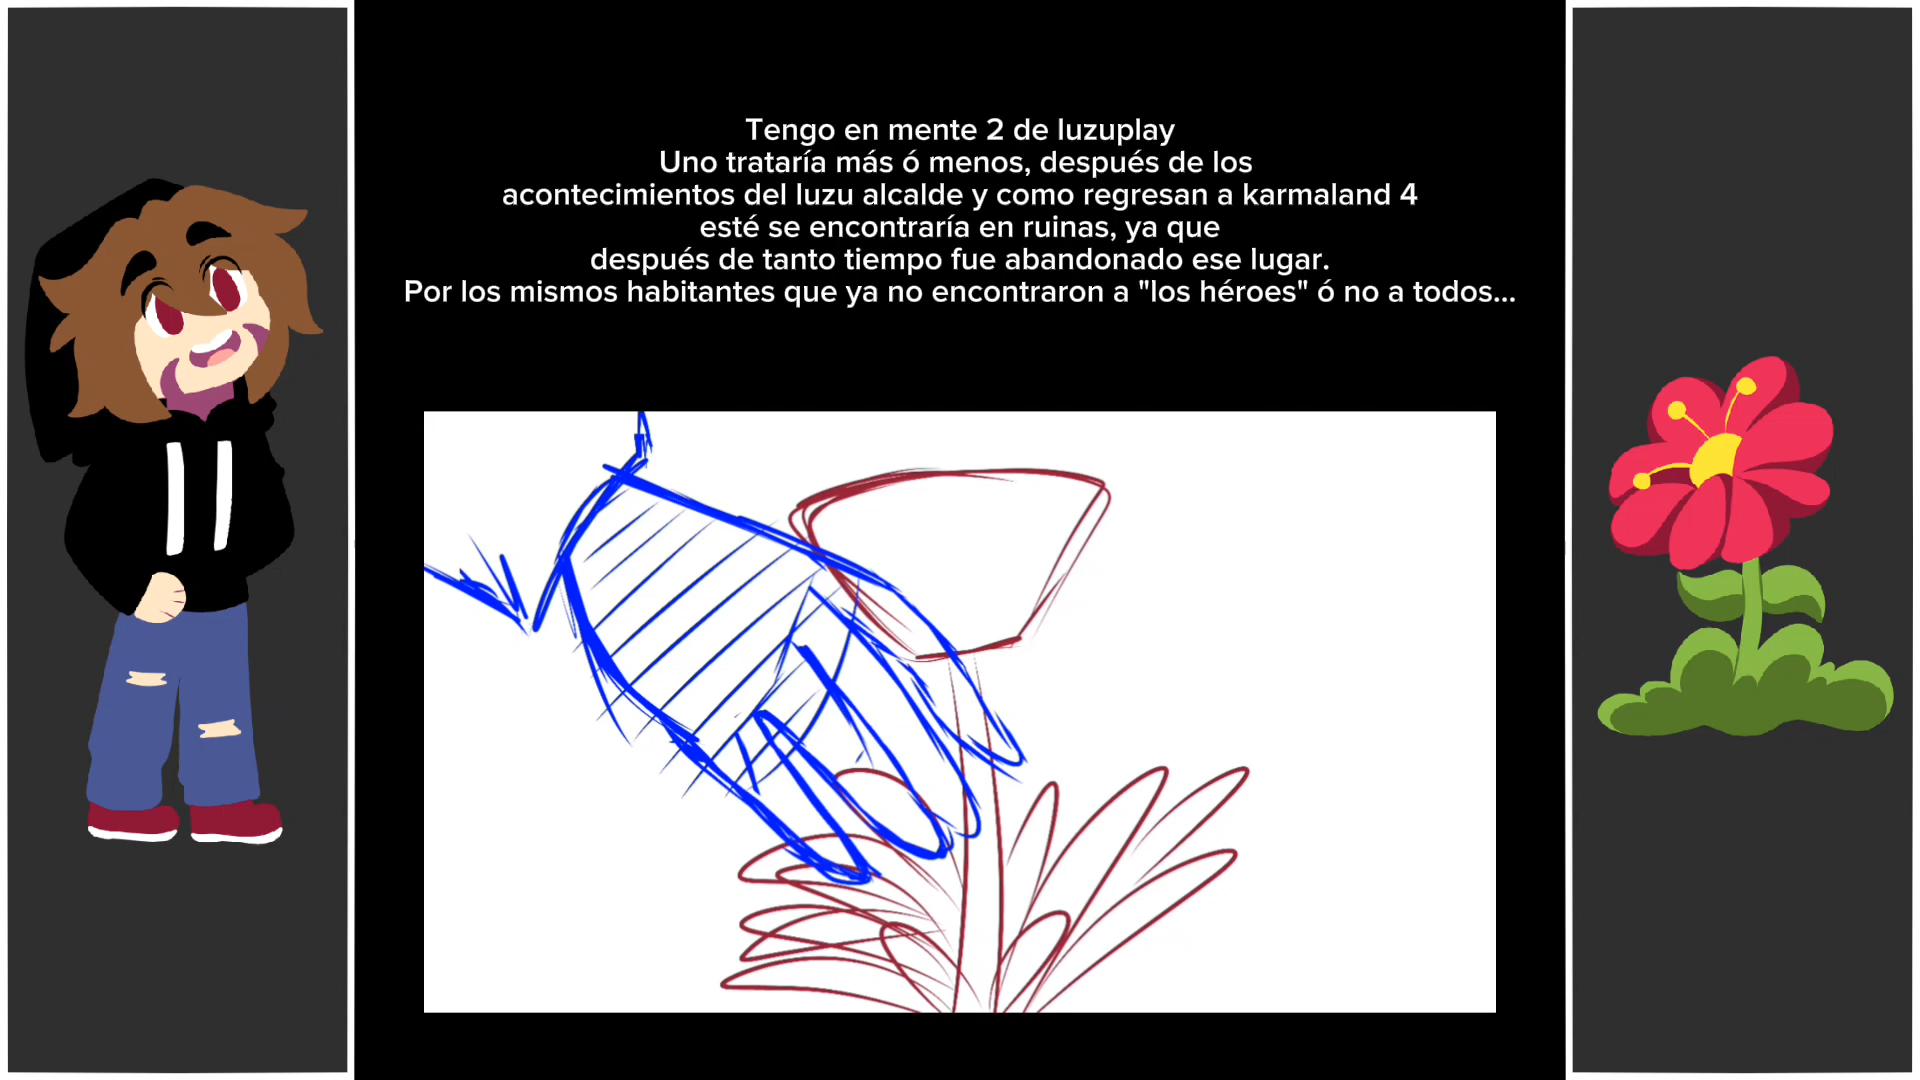 Tengo en mente 2 de luzuplay
Uno trataría más ó menos, después de los
acontecimientos del luzu alcalde y como regresan a karmaland 4
esté se encontraría en ruinas, ya que
después de tanto tiempo fue abandonado ese lugar.
Por los mismos habitantes que ya no encontraron a "los héroes" ó no a todos...